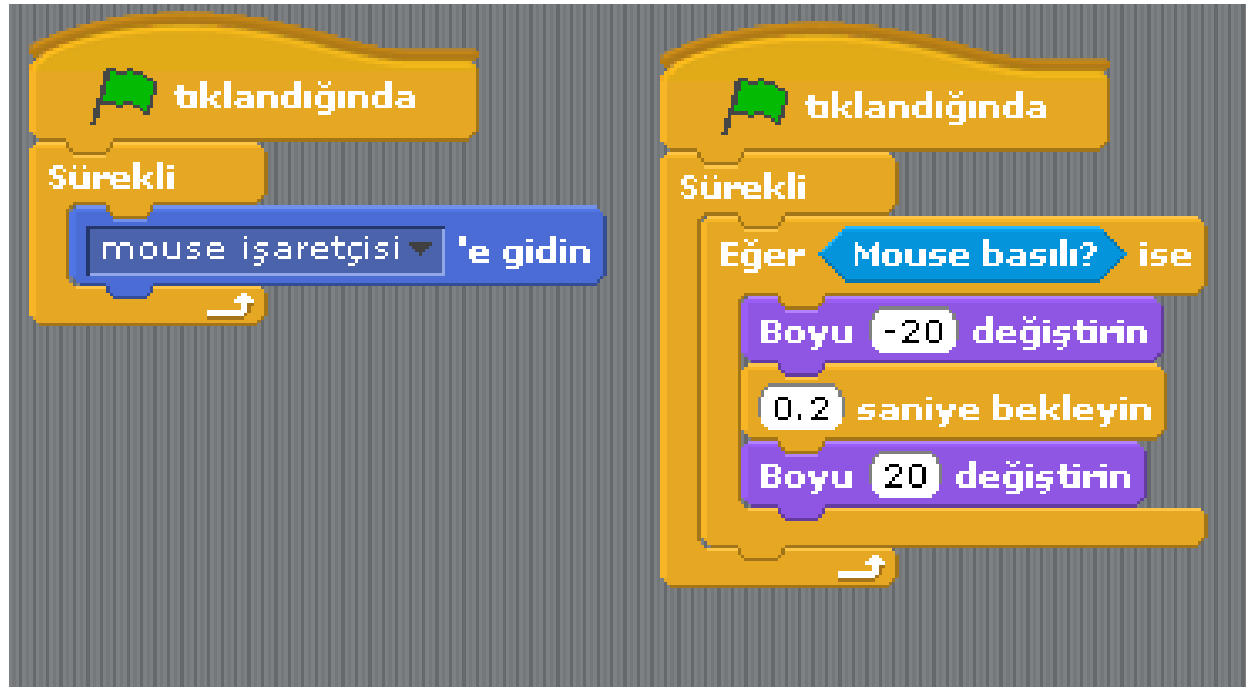 tıklandığında
Sürekli
mouse işaretçisi 'e gidin
tıklandığında
Sürekli
Eğer Mouse basılı? ise
Boyu -20 değiştirin
0.2 saniye bekleyin
Boyu 20 değiştirin